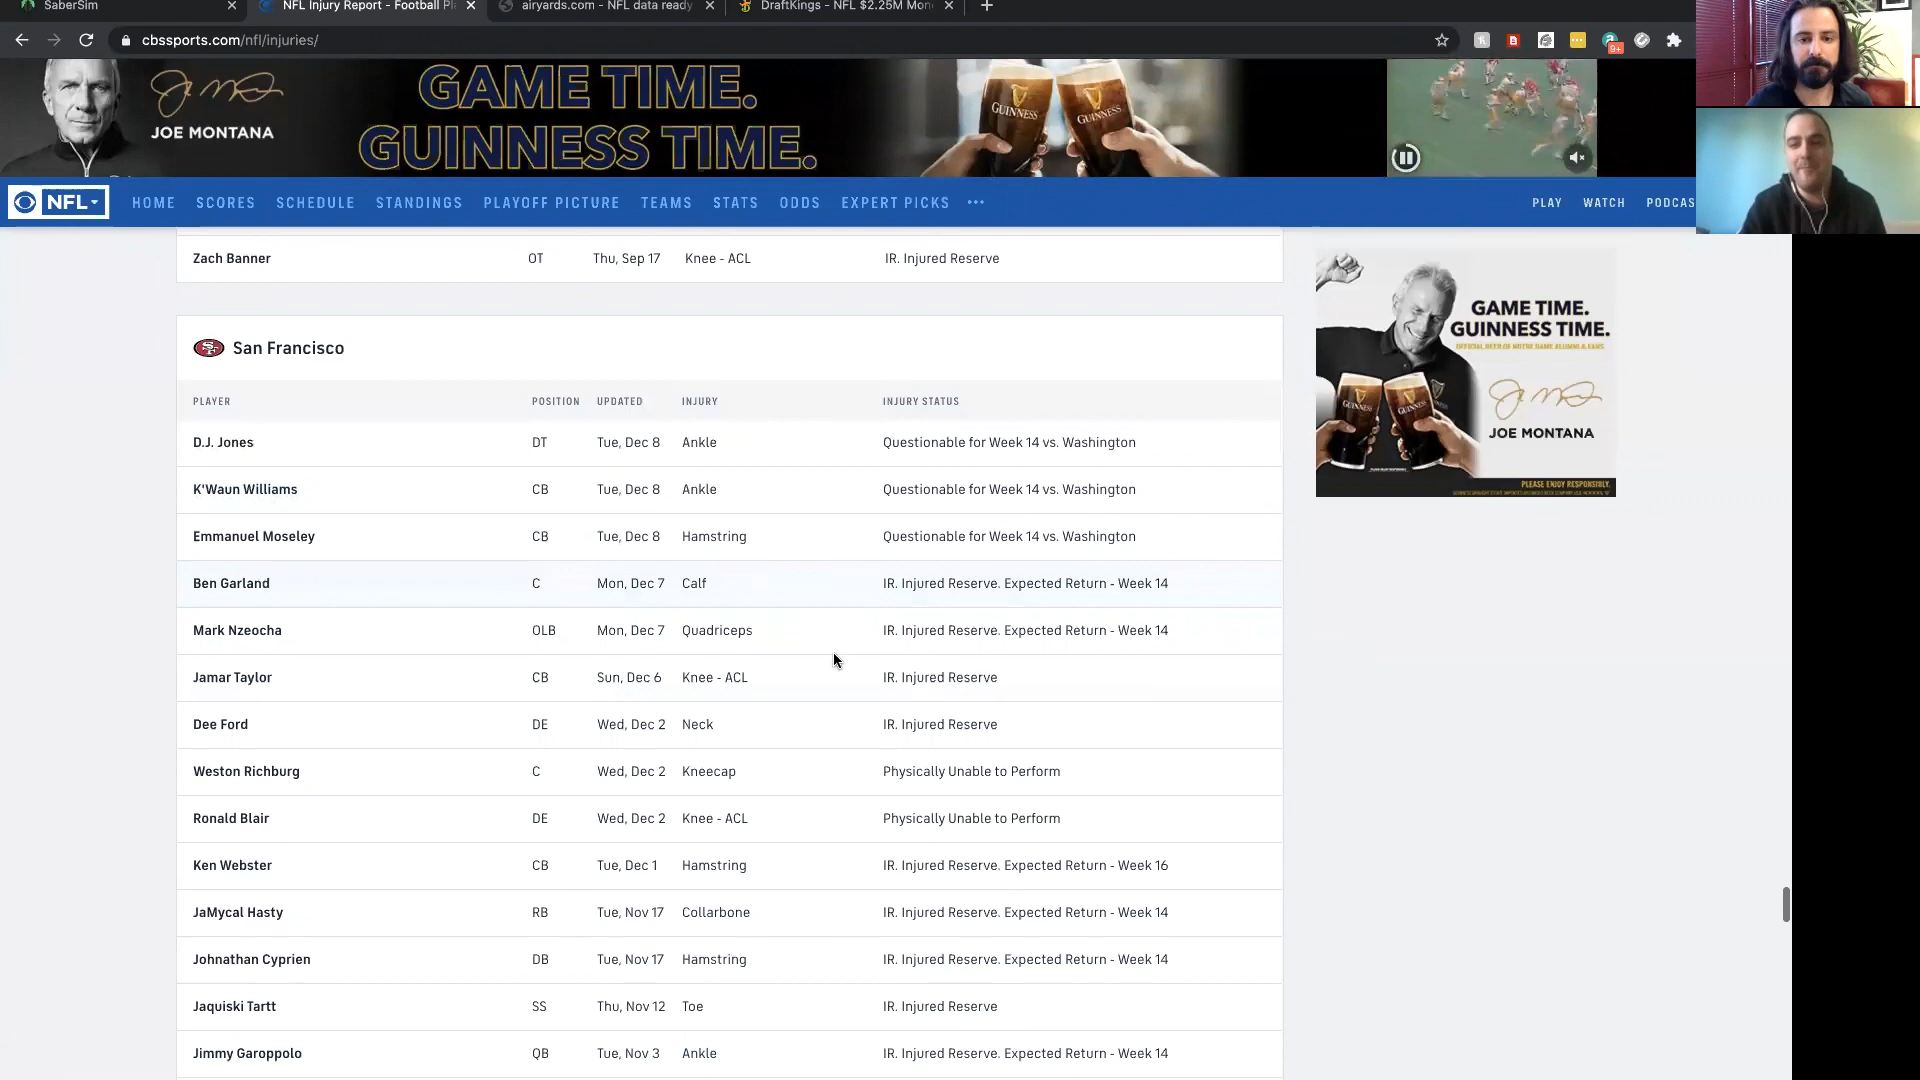 SaberSim
NFL Injury Report - Football Pl
airyards.com - NFL data ready
DraftKings - NFL $2.25M Mon
cbssports.com/nfl/injuries/
9+
JOE MONTANA
GAME TIME.
GUINNESS TIME.
GUINNESS
GUINNESS
NFL
HOME SCORES SCHEDULE STANDINGS PLAYOFF PICTURE TEAMS STATS ODDS EXPERT PICKS ••• PLAY WATCH PODCAS
Zach Banner OT Thu, Sep 17 Knee - ACL IR. Injured Reserve
San Francisco
PLAYER POSITION UPDATED INJURY INJURY STATUS
D.J. Jones DT Tue, Dec 8 Ankle Questionable for Week 14 vs. Washington
K'Waun Williams CB Tue, Dec 8 Ankle Questionable for Week 14 vs. Washington
Emmanuel Moseley CB Tue, Dec 8 Hamstring Questionable for Week 14 vs. Washington
Ben Garland C Mon, Dec 7 Calf IR. Injured Reserve. Expected Return - Week 14
Mark Nzeocha OLB Mon, Dec 7 Quadriceps IR. Injured Reserve. Expected Return - Week 14
Jamar Taylor CB Sun, Dec 6 Knee - ACL IR. Injured Reserve
Dee Ford DE Wed, Dec 2 Neck IR. Injured Reserve
Weston Richburg C Wed, Dec 2 Kneecap Physically Unable to Perform
Ronald Blair DE Wed, Dec 2 Knee - ACL Physically Unable to Perform
Ken Webster CB Tue, Dec 1 Hamstring IR. Injured Reserve. Expected Return - Week 16
JaMycal Hasty RB Tue, Nov 17 Collarbone IR. Injured Reserve. Expected Return - Week 14
Johnathan Cyprien DB Tue, Nov 17 Hamstring IR. Injured Reserve. Expected Return - Week 14
Jaquiski Tartt SS Thu, Nov 12 Toe IR. Injured Reserve
Jimmy Garoppolo QB Tue, Nov 3 Ankle IR. Injured Reserve. Expected Return - Week 14
GAME TIME.
GUINNESS TIME.
OFFICIAL BEER OF NOTRE DAME ALUMNI & FANS
GUINNESS
GUINNESS
JOE MONTANA
PLEASE ENJOY RESPONSIBLY.